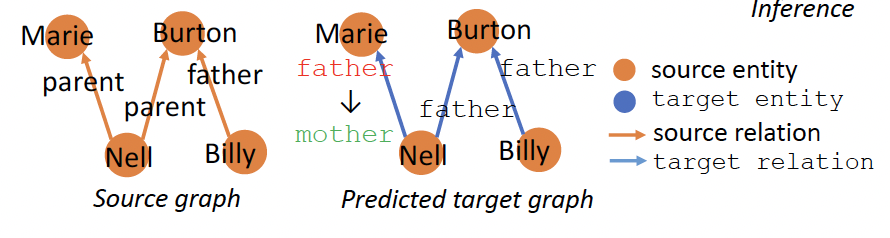 Inference
Marie
Burton
parent
father
parent
Nell
Billy
Source graph
Marie
Burton
father
↓
mother
father
father
Nell
Billy
Predicted target graph
source entity
target entity
source relation
target relation